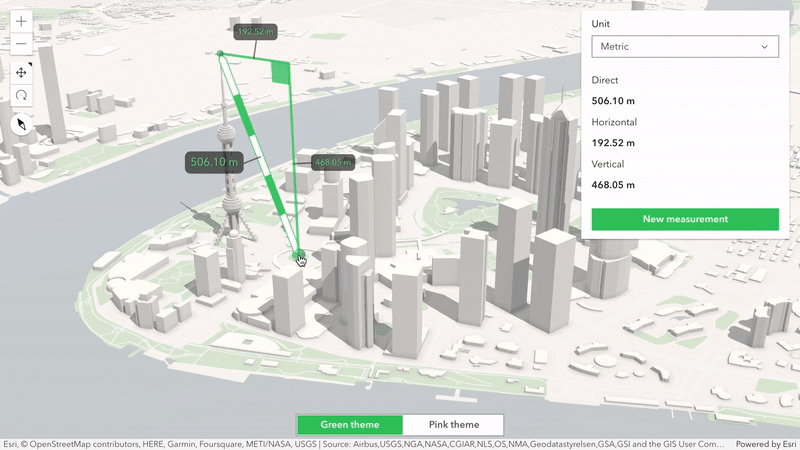 192.52 m
506.10 m
468.05 m
Unit
Metric
Direct
506.10 m
Horizontal
192.52 m
Vertical
468.05 m
New measurement
Green theme
Pink theme
Esri, © OpenStreetMap contributors, HERE, Garmin, Foursquare, METI/NASA, USGS | Source: Airbus,USGS,NGA,NASA,CGIAR,NLS,OS,NMA,Geodatastyrelsen,GSA,GSI and the GIS User Com... Powered by Esri